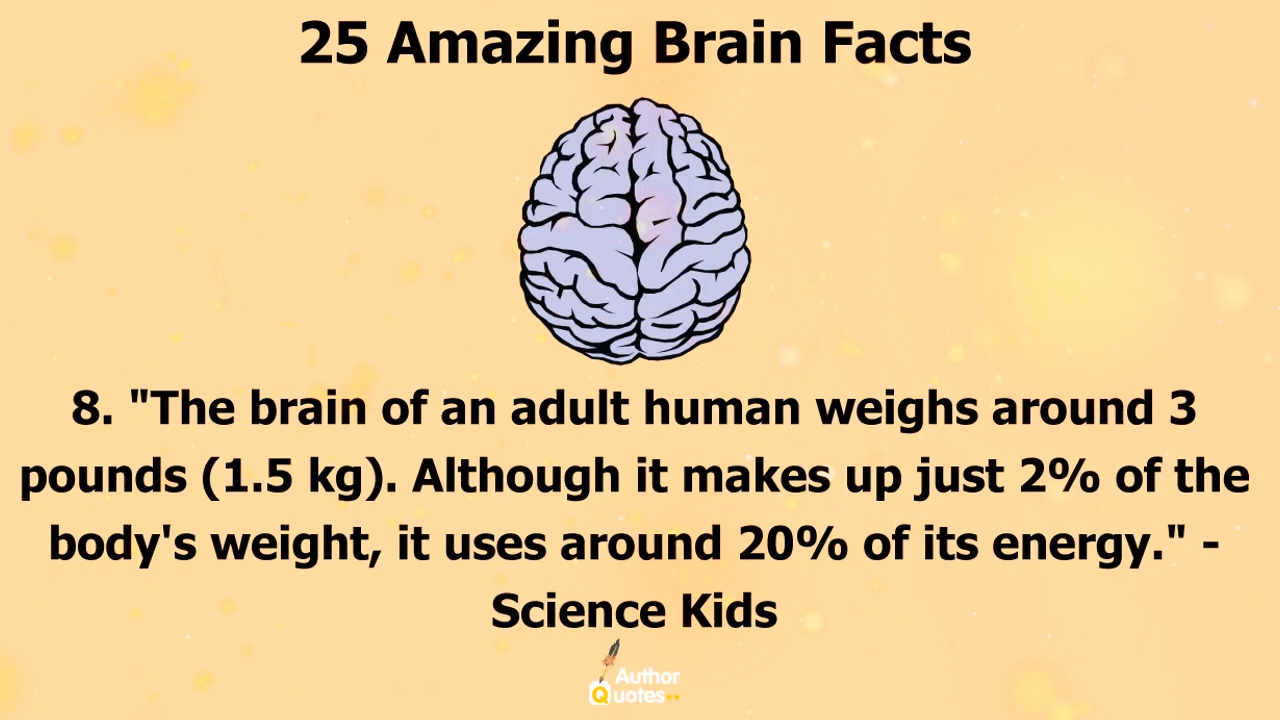 25 Amazing Brain Facts
8. "The brain of an adult human weighs around 3
pounds (1.5 kg). Although it makes up just 2% of the
body's weight, it uses around 20% of its energy." -
Science Kids
Author
Quotes